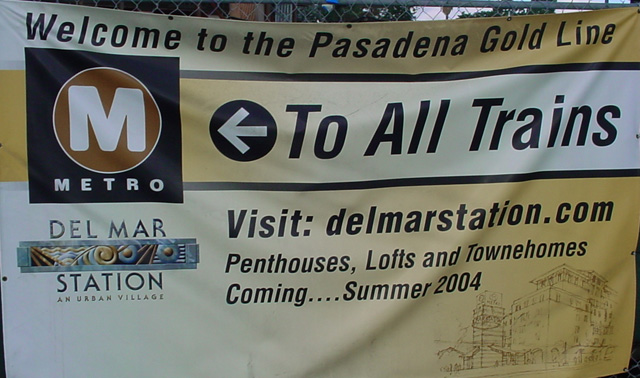 Welcome to the Pasadena Gold Line
M
METRO
To All Trains
DEL MAR
STATION
AN URBAN VILLAGE
Visit: delmarstation.com
Penthouses, Lofts and Townehomes
Coming....Summer 2004